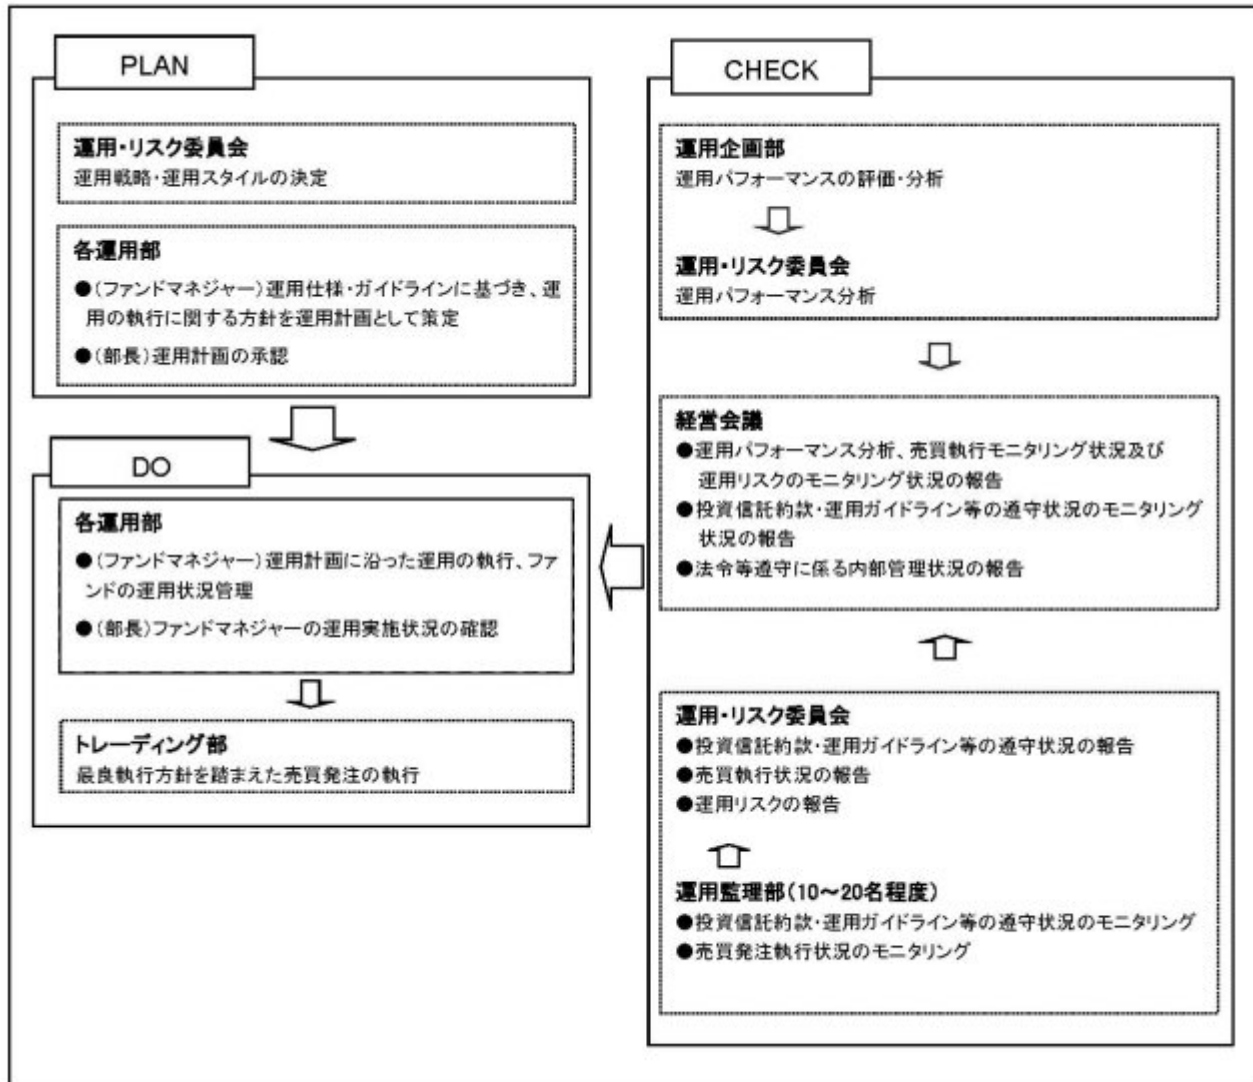 PLAN
運用・リスク委員会
運用戦略・運用スタイルの決定
各運用部
●(ファンドマネジャー)運用仕様・ガイドラインに基づき、運
用の執行に関する方針を運用計画として策定
●(部長)運用計画の承認
DO
各運用部
●(ファンドマネジャー)運用計画に沿った運用の執行、ファ
ンドの運用状況管理
●(部長)ファンドマネジャーの運用実施状況の確認
トレーディング部
最良執行方針を踏まえた売買発注の執行
CHECK
運用企画部
運用パフォーマンスの評価・分析
運用・リスク委員会
運用パフォーマンス分析
経営会議
●運用パフォーマンス分析、売買執行モニタリング状況及び
運用リスクのモニタリング状況の報告
●投資信託約款・運用ガイドライン等の遵守状況のモニタリング
状況の報告
●法令等遵守に係る内部管理状況の報告
運用・リスク委員会
●投資信託約款・運用ガイドライン等の遵守状況の報告
●売買執行状況の報告
●運用リスクの報告
運用監理部(10～20名程度)
●投資信託約款・運用ガイドライン等の遵守状況のモニタリング
●売買発注執行状況のモニタリング